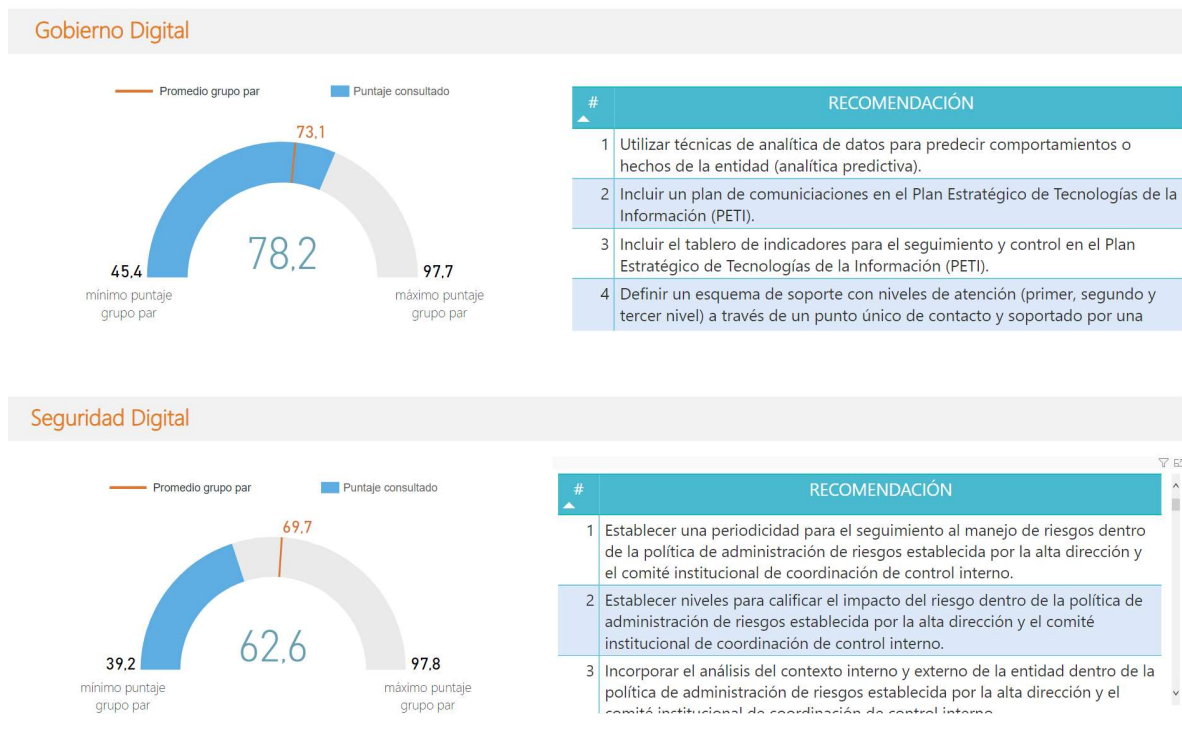 Gobierno Digital
Promedio grupo par
Puntaje consultado
73,1
78,2
45,4
mínimo puntaje
grupo par
97,7
máximo puntaje
grupo par
#
RECOMENDACIÓN
1 Utilizar técnicas de analítica de datos para predecir comportamientos o
hechos de la entidad (analítica predictiva).
2 Incluir un plan de comuniciaciones en el Plan Estratégico de Tecnologías de la
Información (PETI).
3 Incluir el tablero de indicadores para el seguimiento y control en el Plan
Estratégico de Tecnologías de la Información (PETI).
4 Definir un esquema de soporte con niveles de atención (primer, segundo y
tercer nivel) a través de un punto único de contacto y soportado por una
Seguridad Digital
Promedio grupo par
Puntaje consultado
69,7
62,6
39,2
mínimo puntaje
grupo par
97,8
máximo puntaje
grupo par
#
RECOMENDACIÓN
1 Establecer una periodicidad para el seguimiento al manejo de riesgos dentro
de la política de administración de riesgos establecida por la alta dirección y
el comité institucional de coordinación de control interno.
2 Establecer niveles para calificar el impacto del riesgo dentro de la política de
administración de riesgos establecida por la alta dirección y el comité
institucional de coordinación de control interno.
3 Incorporar el análisis del contexto interno y externo de la entidad dentro de la
política de administración de riesgos establecida por la alta dirección y el
comité institucional de coordinación de control interno